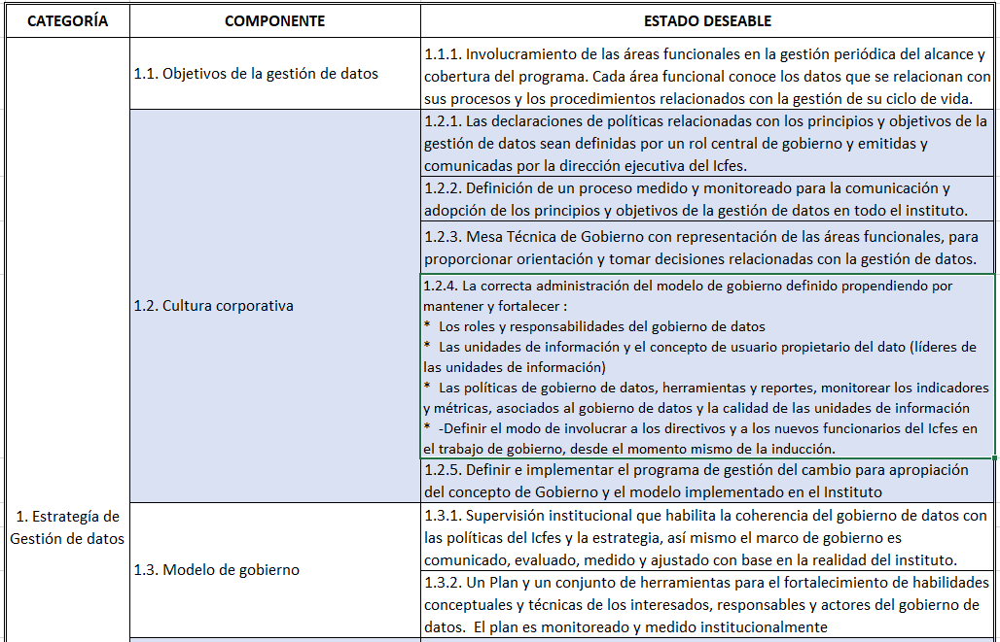 CATEGORÍA COMPONENTE ESTADO DESEABLE
1.1. Objetivos de la gestión de datos
1.1.1. Involucramiento de las áreas funcionales en la gestión periódica del alcance y
cobertura del programa. Cada área funcional conoce los datos que se relacionan con
sus procesos y los procedimientos relacionados con la gestión de su ciclo de vida.
1.2. Cultura corporativa
1.2.1. Las declaraciones de políticas relacionadas con los principios y objetivos de la
gestión de datos sean definidas por un rol central de gobierno y emitidas y
comunicadas por la dirección ejecutiva del Icfes.
1.2.2. Definición de un proceso medido y monitoreado para la comunicación y
adopción de los principios y objetivos de la gestión de datos en todo el instituto.
1.2.3. Mesa Técnica de Gobierno con representación de las áreas funcionales, para
proporcionar orientación y tomar decisiones relacionadas con la gestión de datos.
1.2.4. La correcta administración del modelo de gobierno definido propendiendo por
mantener y fortalecer :
* Los roles y responsabilidades del gobierno de datos
* Las unidades de información y el concepto de usuario propietario del dato (líderes de
las unidades de información)
* Las políticas de gobierno de datos, herramientas y reportes, monitorear los indicadores
y métricas, asociados al gobierno de datos y la calidad de las unidades de información
* -Definir el modo de involucrar a los directivos y a los nuevos funcionarios del Icfes en
el trabajo de gobierno, desde el momento mismo de la inducción.
1.2.5. Definir e implementar el programa de gestión del cambio para apropiación
del concepto de Gobierno y el modelo implementado en el Instituto
1. Estrategía de
Gestión de datos
1.3. Modelo de gobierno
1.3.1. Supervisión institucional que habilita la coherencia del gobierno de datos con
las políticas del Icfes y la estrategia, así mismo el marco de gobierno es
comunicado, evaluado, medido y ajustado con base en la realidad del instituto.
1.3.2. Un Plan y un conjunto de herramientas para el fortalecimiento de habilidades
conceptuales y técnicas de los interesados, responsables y actores del gobierno de
datos. El plan es monitoreado y medido institucionalmente